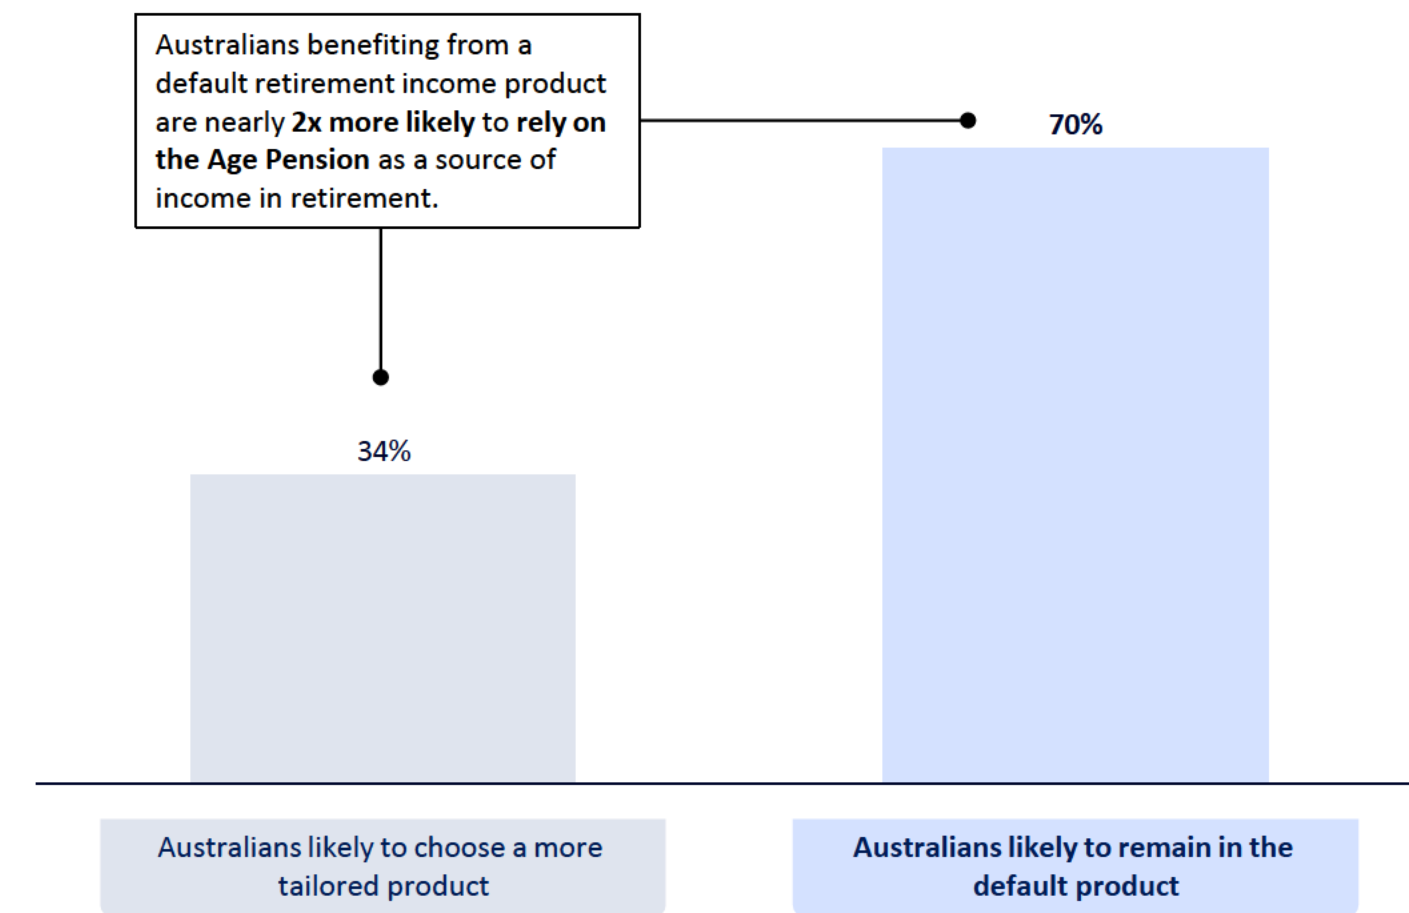 Australians benefiting from a
default retirement income product
are nearly 2x more likely to rely on
the Age Pension as a source of
income in retirement.
70%
34%
Australians likely to choose a more
tailored product
Australians likely to remain in the
default product